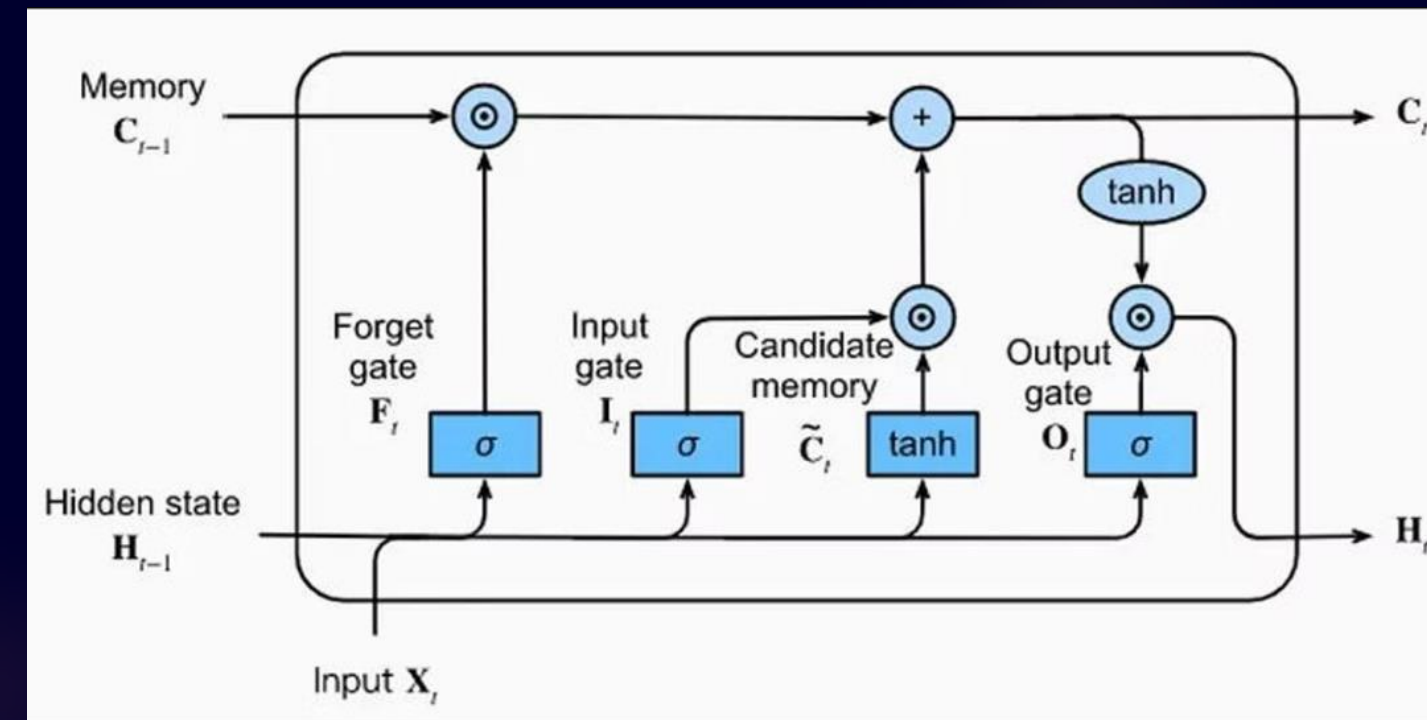 Memory
C_{t-1}
⊙
+
C_t
tanh
Forget
gate
F_t
Input
gate
I_t
Candidate
memory
C̃_t
⊙
Output
gate
O_t
⊙
σ
σ
tanh
σ
Hidden state
H_{t-1}
H_t
Input X_t